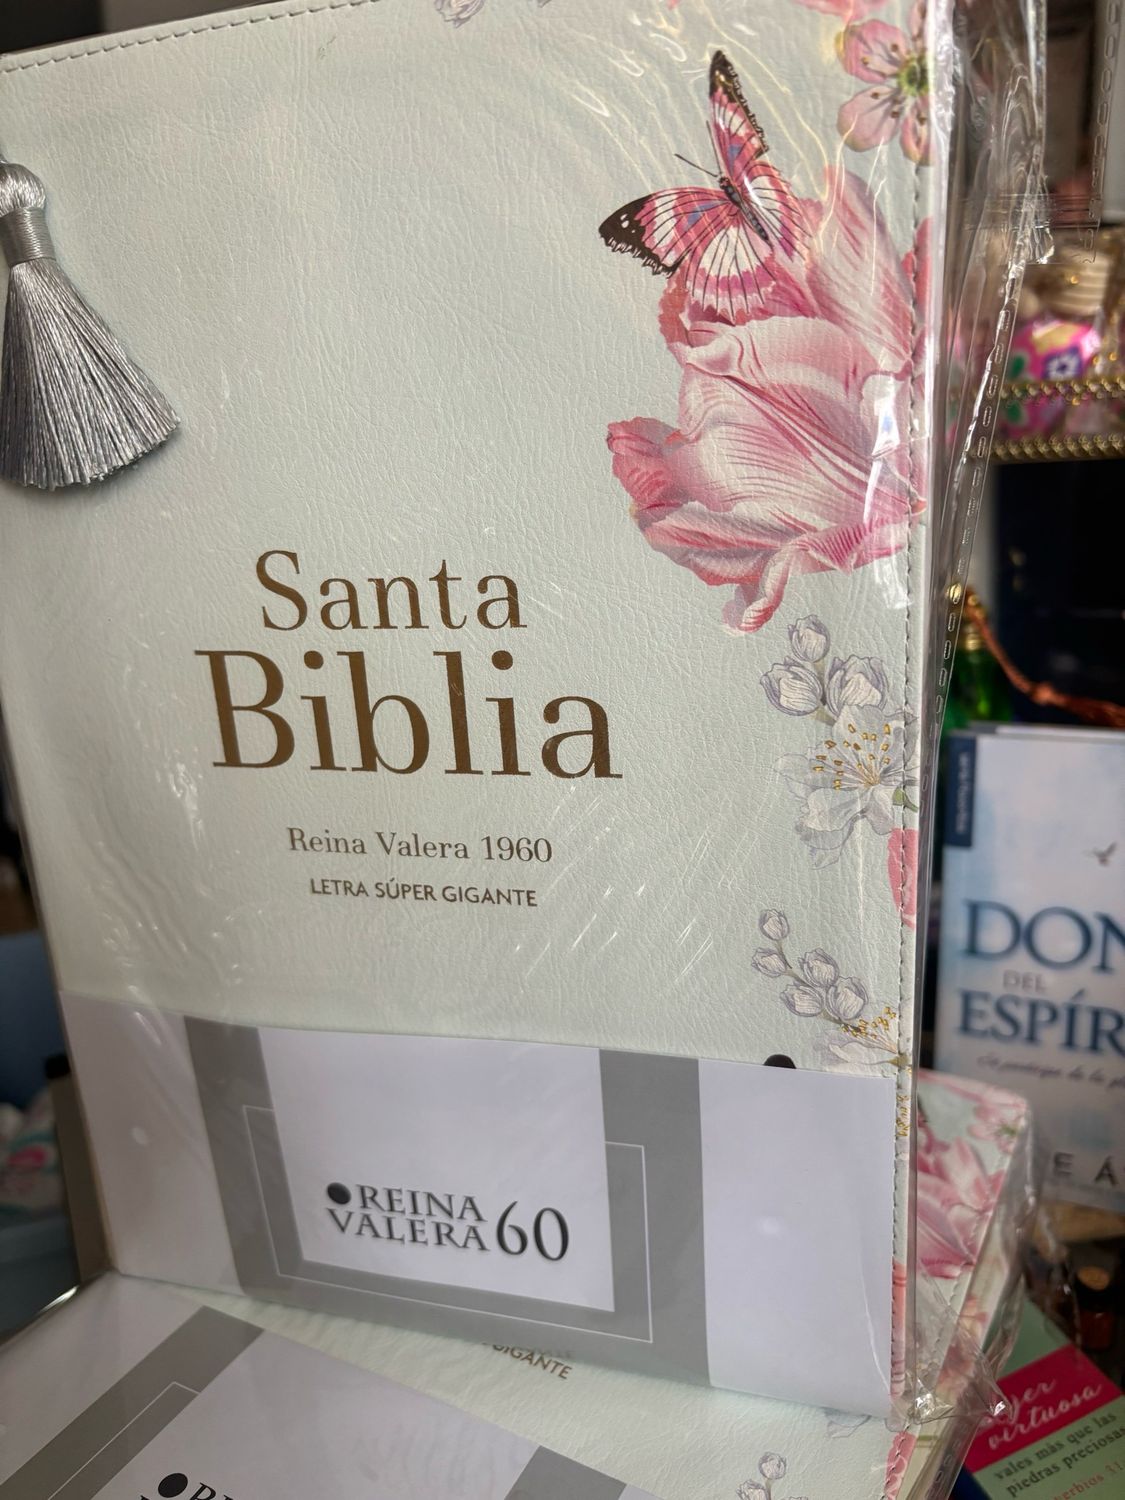 Santa
Biblia
Reina Valera 1960
LETRA SÚPER GIGANTE
REINA
VALERA 60
GIGANTE
DON
DEL
ESPÍR
virtuosa
vales más que las
piedras preciosas